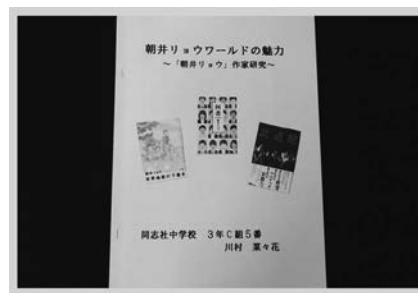 朝井リョウワールドの魅力
～「朝井リョウ」作家研究～
何者
同志社中学校 3年C組5番
川村 菜々花